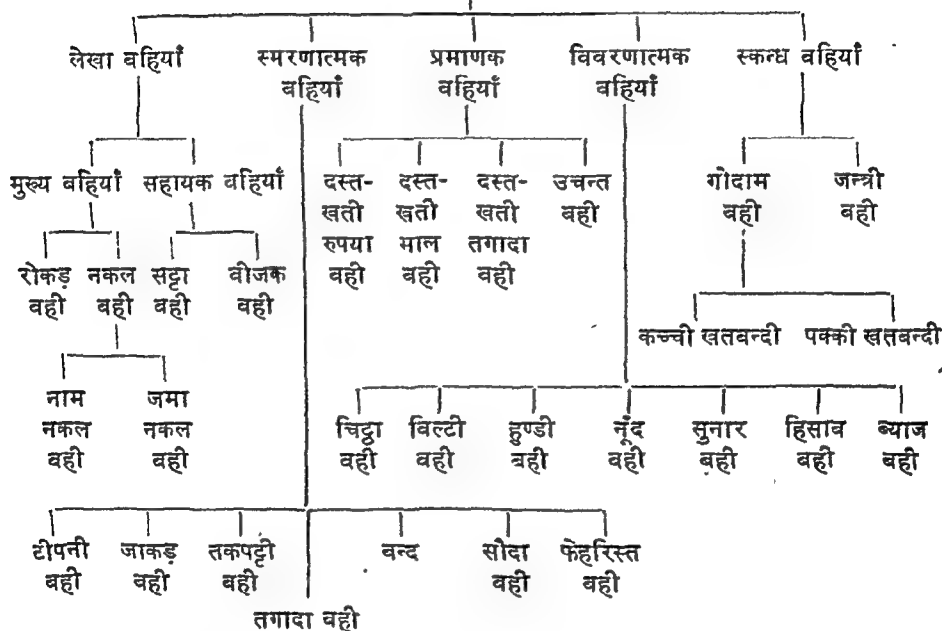 लेखा वहियाँ स्मरणात्मक प्रमाणक विवरणात्मक स्कन्ध वहियाँ
वहियाँ वहियाँ वहियाँ
मुख्य वहियाँ सहायक वहियाँ दस्त- दस्त- दस्त- उचन्त गोदाम जन्त्री
खती खती खती वही वही वही
रुपया माल तगादा
रोकड़ नकल सट्टा वीजक वही वही वही
वही वही वही वही
कच्ची खतबन्दी पक्की खतबन्दी
नाम जमा
नकल नकल चिट्ठा विल्टी हुण्डी नूंद सुनार हिसाव ब्याज
वही वही वही वही वही वही वही वही वही
टीपनी जाकड़ तकपट्टी वन्द सौदा फेहरिस्त
वही वही वही वही वही
तगादा वही